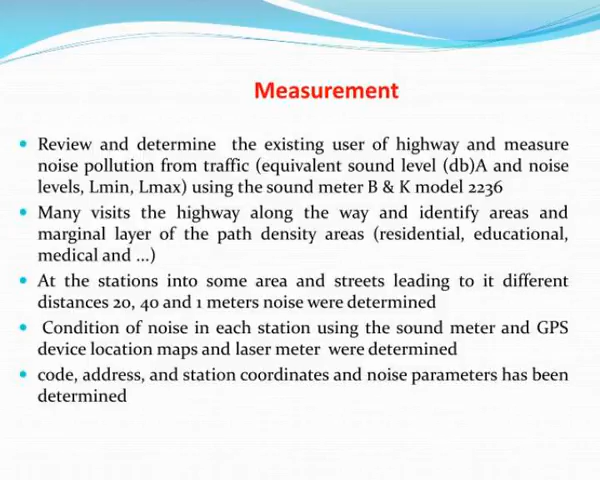 Measurement
• Review and determine the existing user of highway and measure
noise pollution from traffic (equivalent sound level (db)A and noise
levels, Lmin, Lmax) using the sound meter B & K model 2236
• Many visits the highway along the way and identify areas and
marginal layer of the path density areas (residential, educational,
medical and ...)
• At the stations into some area and streets leading to it different
distances 20, 40 and 1 meters noise were determined
• Condition of noise in each station using the sound meter and GPS
device location maps and laser meter were determined
• code, address, and station coordinates and noise parameters has been
determined